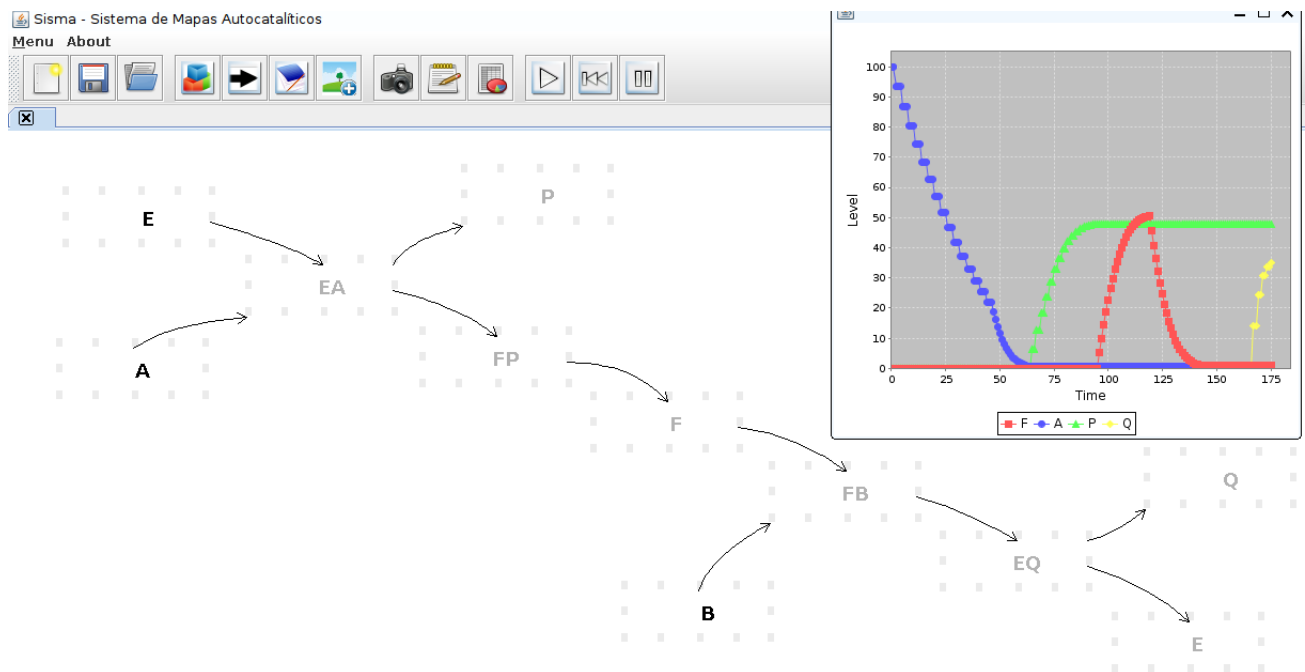 Sisma - Sistema de Mapas Autocatalíticos
Menu About
E
P
EA
A
FP
F
FB
Q
EQ
B
E
Level
100
90
80
70
60
50
40
30
20
10
0
0 25 50 75 100 125 150 175
Time
F A P Q